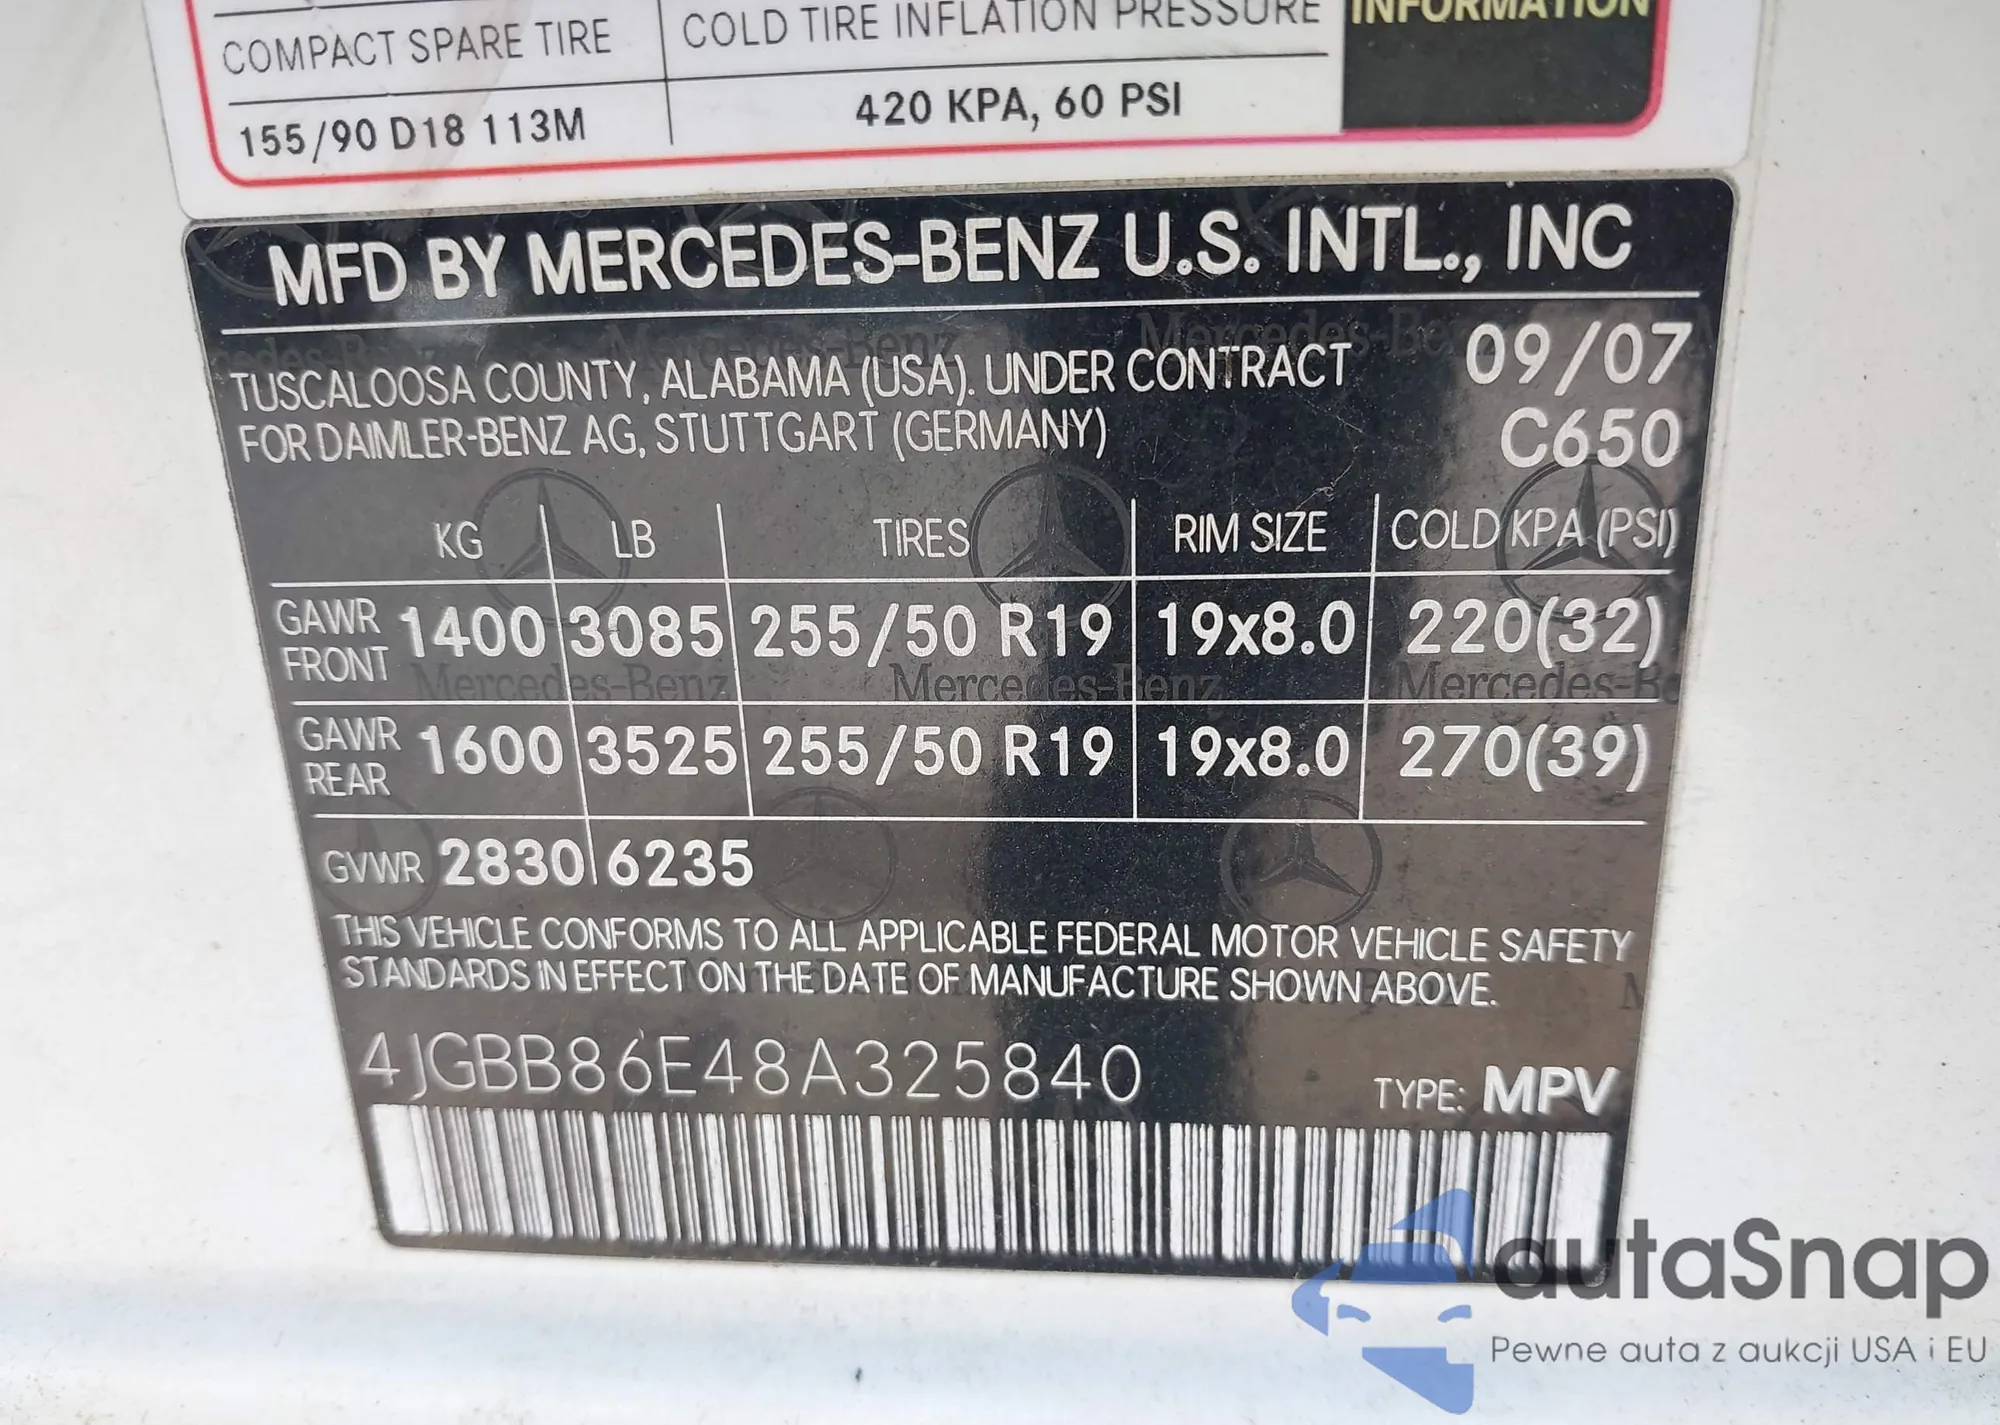 COMPACT SPARE TIRE COLD TIRE INFLATION PRESSURE INFORMATION
155/90 D18 113M 420 KPA, 60 PSI
MFD BY MERCEDES-BENZ U.S. INTL., INC
TUSCALOOSA COUNTY, ALABAMA (USA). UNDER CONTRACT 09/07
FOR DAIMLER-BENZ AG, STUTTGART (GERMANY) C650
KG LB TIRES RIM SIZE COLD KPA (PSI)
GAWR FRONT 1400 3085 255/50 R19 19x8.0 220(32)
GAWR REAR 1600 3525 255/50 R19 19x8.0 270(39)
GVWR 2830 6235
THIS VEHICLE CONFORMS TO ALL APPLICABLE FEDERAL MOTOR VEHICLE SAFETY
STANDARDS IN EFFECT ON THE DATE OF MANUFACTURE SHOWN ABOVE.
4JGBB86E48A325840 TYPE: MPV
autaSnap
Pewne auta z aukcji USA i EU